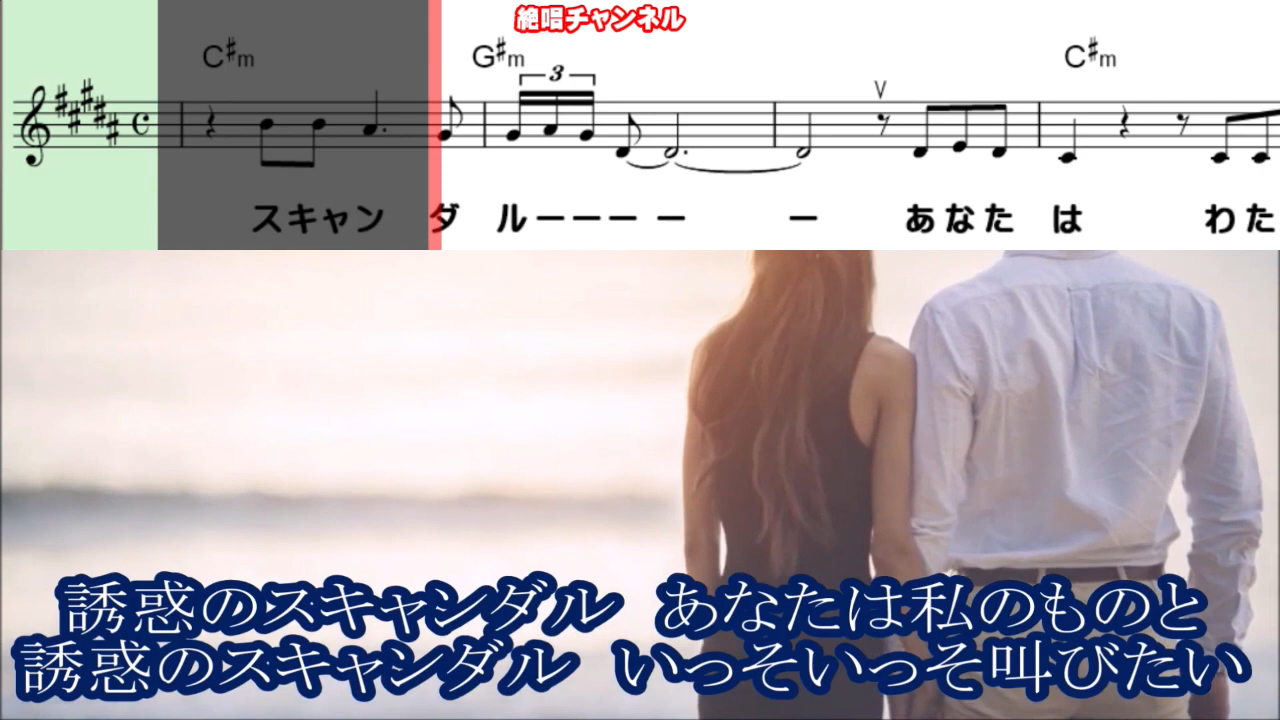 絶唱チャンネル
C#m G#m C#m
3
スキャンダルーーー ー ー あなた は わた
誘惑のスキャンダル あなたは私のものと
誘惑のスキャンダル いっそいっそ叫びたい